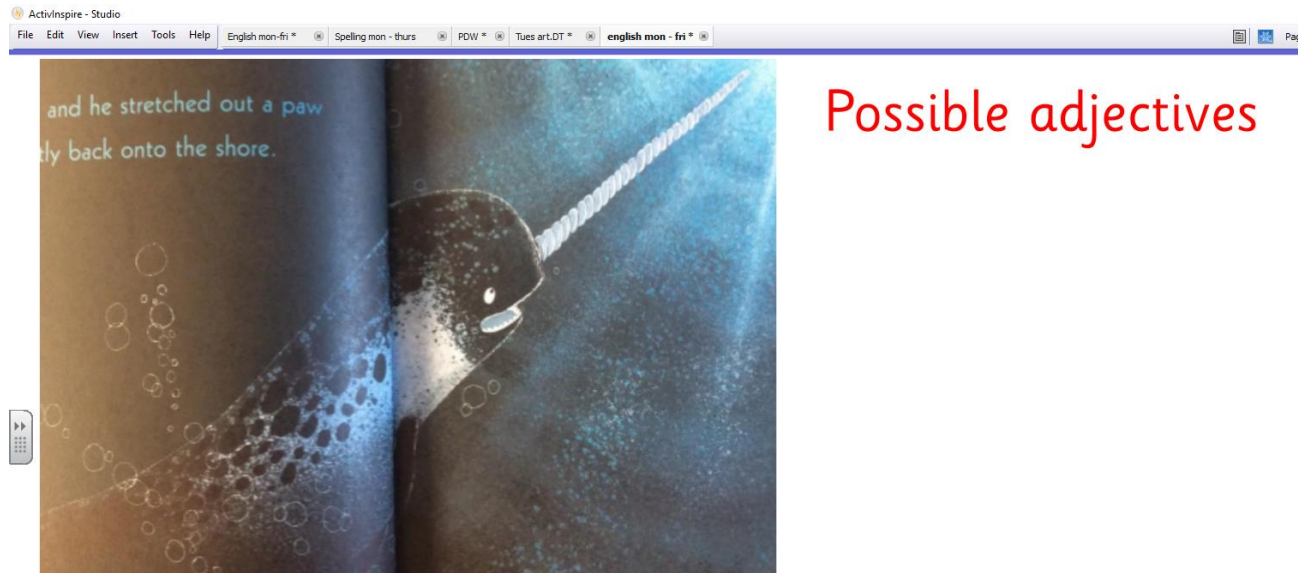 ActivInspire - Studio
File Edit View Insert Tools Help English mon-fri * Spelling mon - thurs PDW * Tues art.DT * english mon - fri *
and he stretched out a paw
back onto the shore.
Possible adjectives